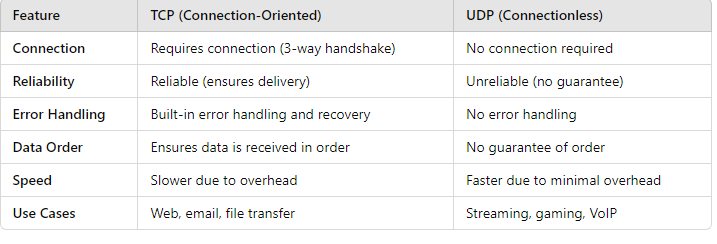 Feature TCP (Connection-Oriented) UDP (Connectionless)
Connection Requires connection (3-way handshake) No connection required
Reliability Reliable (ensures delivery) Unreliable (no guarantee)
Error Handling Built-in error handling and recovery No error handling
Data Order Ensures data is received in order No guarantee of order
Speed Slower due to overhead Faster due to minimal overhead
Use Cases Web, email, file transfer Streaming, gaming, VoIP